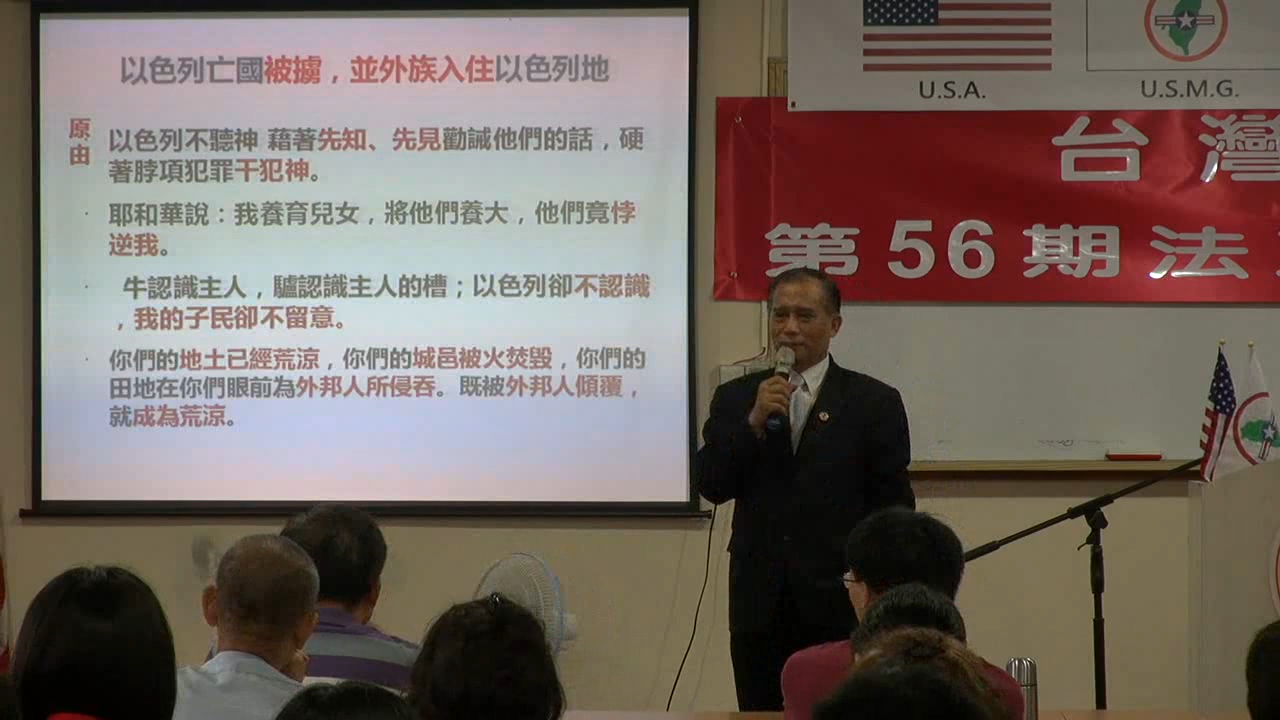 以色列亡國被擄，並外族入住以色列地
原由
以色列不聽神 藉著先知、先見勸誡他們的話，硬
著脖項犯罪干犯神。
· 耶和華說：我養育兒女，將他們養大，他們竟悖
逆我。
· 牛認識主人，驢認識主人的槽；以色列卻不認識
，我的子民卻不留意。
· 你們的地土已經荒涼，你們的城邑被火焚毀，你們的
田地在你們眼前為外邦人所侵吞。既被外邦人傾覆，
就成為荒涼。
U.S.A.
U.S.M.G.
台灣
第56期法